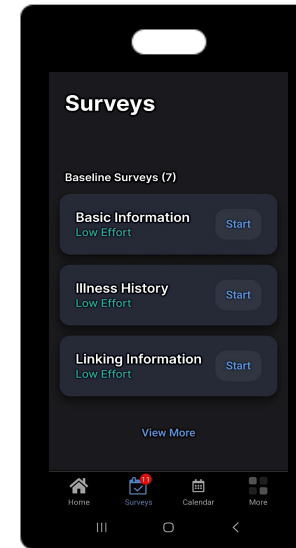 Surveys
Baseline Surveys (7)
Basic Information
Low Effort
Start
Illness History
Low Effort
Start
Linking Information
Low Effort
Start
View More
11
Home
Surveys
Calendar
More